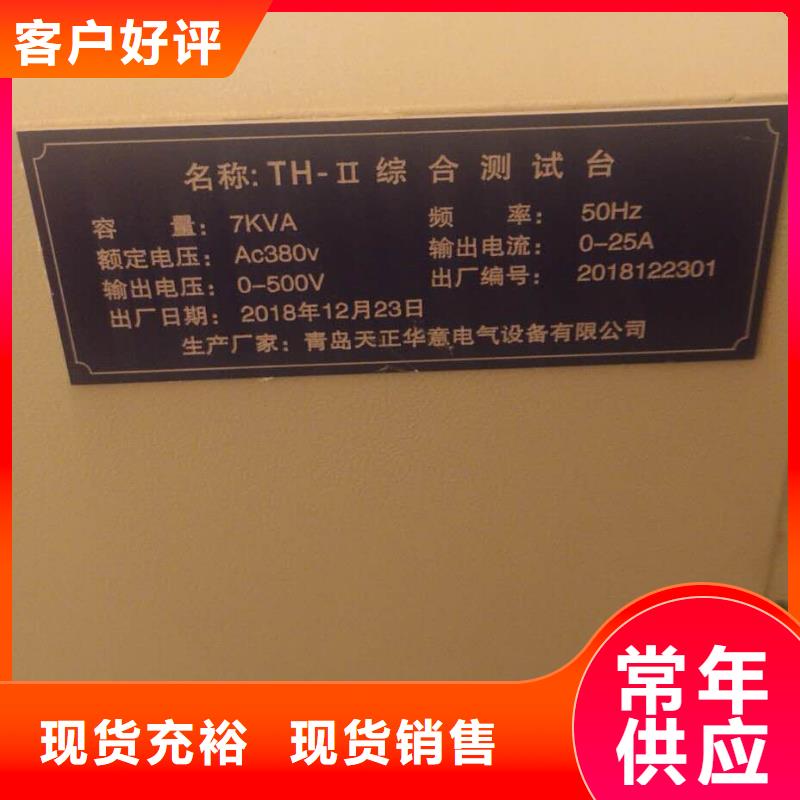 客户好评
名称: TH-Ⅱ 综合测试台
容 量: 7KVA 频 率: 50Hz
额定电压: Ac380v 输出电流: 0-25A
输出电压: 0-500V 出厂编号: 2018122301
出厂日期: 2018年12月23日
生产厂家: 青岛天正华意电气设备有限公司
现货充裕 现货销售
常年
供应